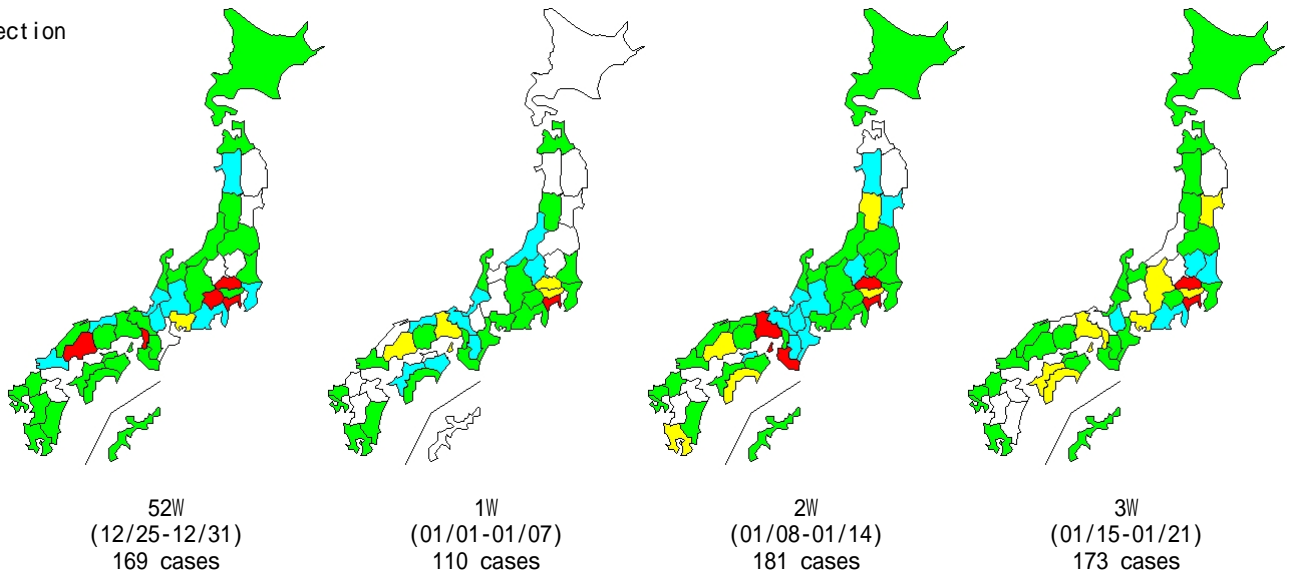 ection
52W
(12/25-12/31)
169 cases
1W
(01/01-01/07)
110 cases
2W
(01/08-01/14)
181 cases
3W
(01/15-01/21)
173 cases